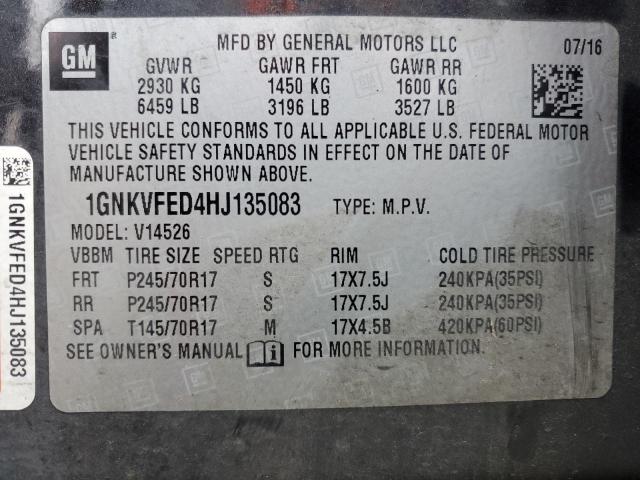 GM
MFD BY GENERAL MOTORS LLC 07/16
GVWR GAWR FRT GAWR RR
2930 KG 1450 KG 1600 KG
6459 LB 3196 LB 3527 LB
THIS VEHICLE CONFORMS TO ALL APPLICABLE U.S. FEDERAL MOTOR
VEHICLE SAFETY STANDARDS IN EFFECT ON THE DATE OF
MANUFACTURE SHOWN ABOVE.
1GNKVFED4HJ135083 TYPE: M.P.V.
MODEL: V14526
VBBM TIRE SIZE SPEED RTG RIM COLD TIRE PRESSURE
FRT P245/70R17 S 17X7.5J 240KPA(35PSI)
RR P245/70R17 S 17X7.5J 240KPA(35PSI)
SPA T145/70R17 M 17X4.5B 420KPA(60PSI)
SEE OWNER'S MANUAL FOR MORE INFORMATION.
1GNKVFED4HJ135083